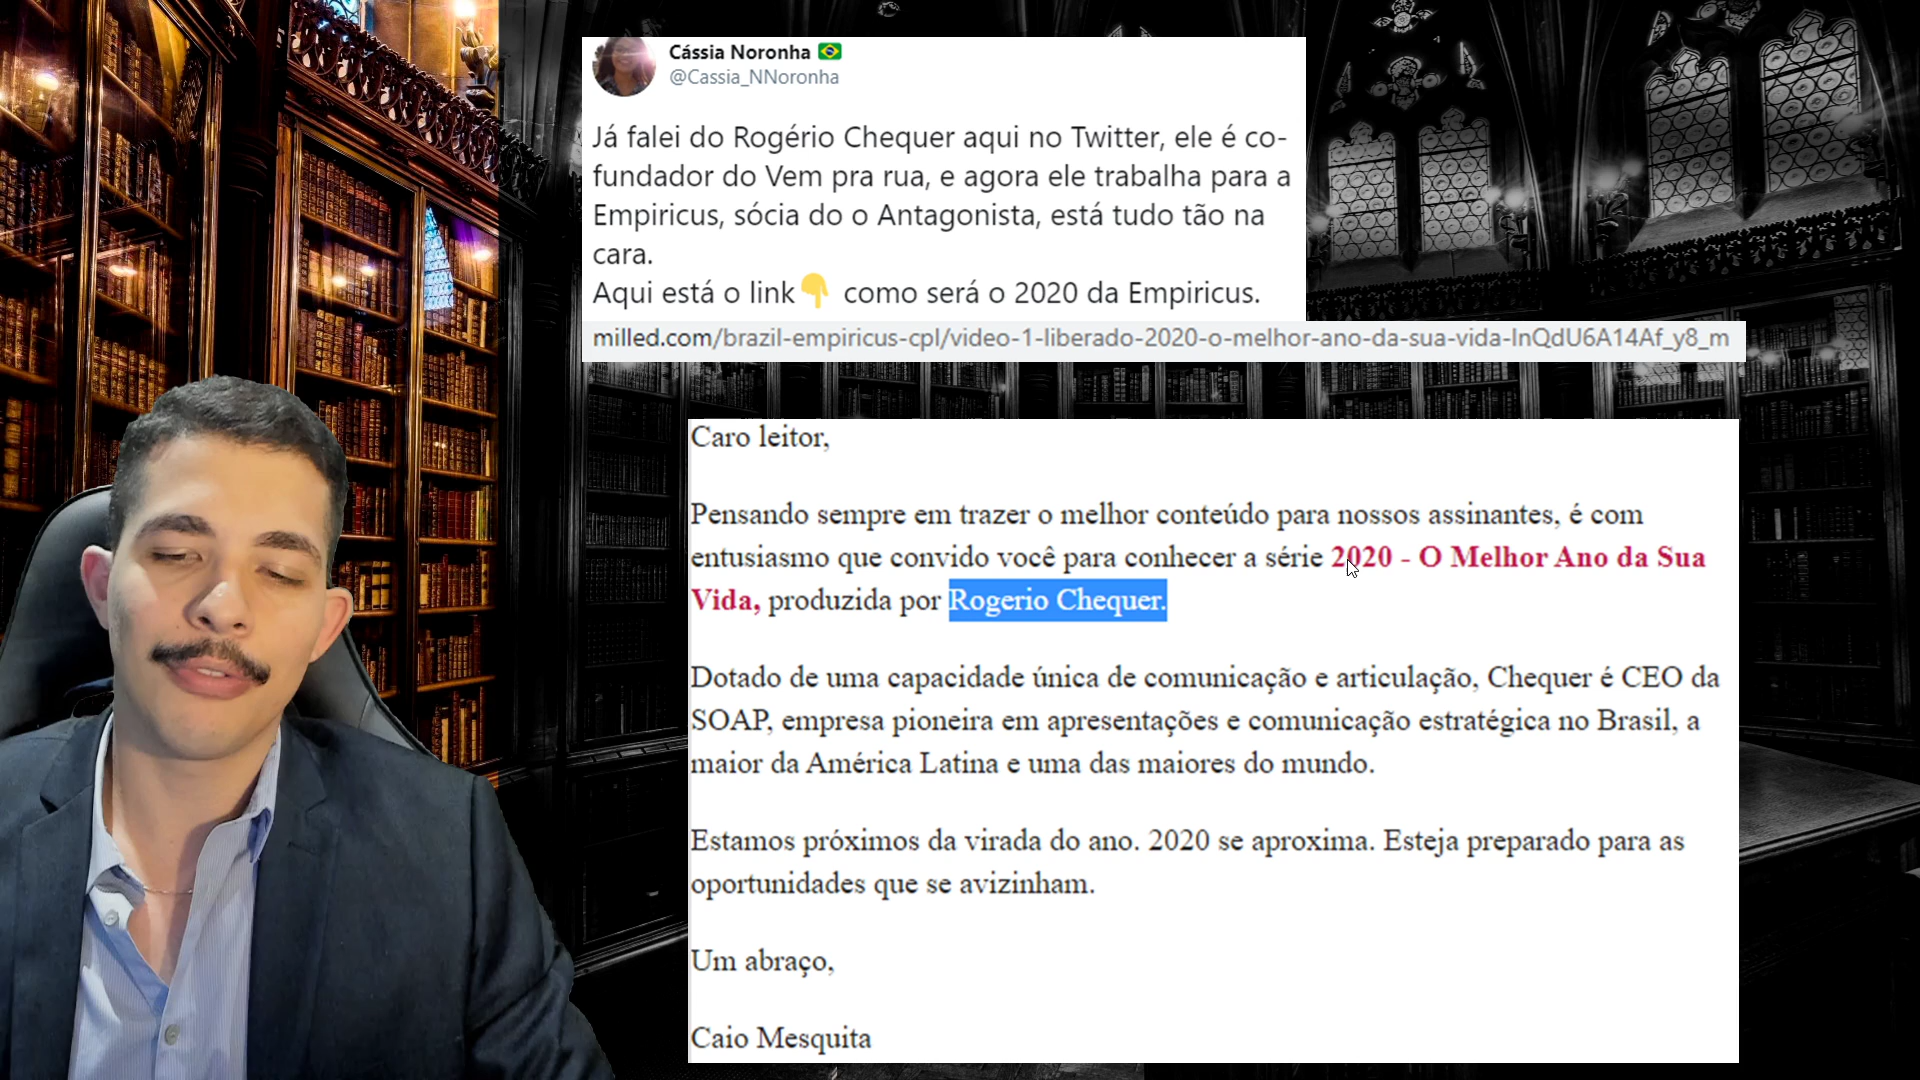 Cássia Noronha 🇧🇷
@Cassia_NNoronha
Já falei do Rogério Chequer aqui no Twitter, ele é co-
fundador do Vem pra rua, e agora ele trabalha para a
Empiricus, sócia do o Antagonista, está tudo tão na
cara.
Aqui está o link👇 como será o 2020 da Empiricus.
milled.com/brazil-empiricus-cpl/video-1-liberado-2020-o-melhor-ano-da-sua-vida-lnQdU6A14Af_y8_m
Caro leitor,
Pensando sempre em trazer o melhor conteúdo para nossos assinantes, é com
entusiasmo que convido você para conhecer a série 2020 - O Melhor Ano da Sua
Vida, produzida por Rogerio Chequer.
Dotado de uma capacidade única de comunicação e articulação, Chequer é CEO da
SOAP, empresa pioneira em apresentações e comunicação estratégica no Brasil, a
maior da América Latina e uma das maiores do mundo.
Estamos próximos da virada do ano. 2020 se aproxima. Esteja preparado para as
oportunidades que se avizinham.
Um abraço,
Caio Mesquita